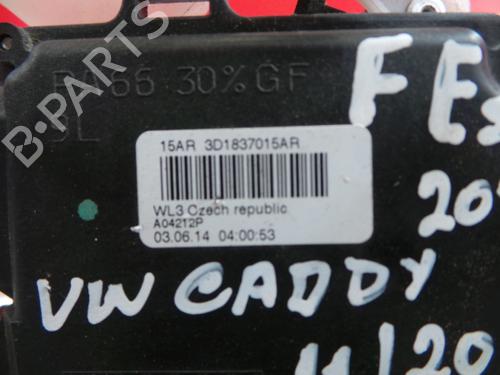 PA66 30%GF
FE
15AR 3D1837015AR
WL3 Czech republic
A04212P
03.06.14 04:00:53
20
VW CADDY
11/20